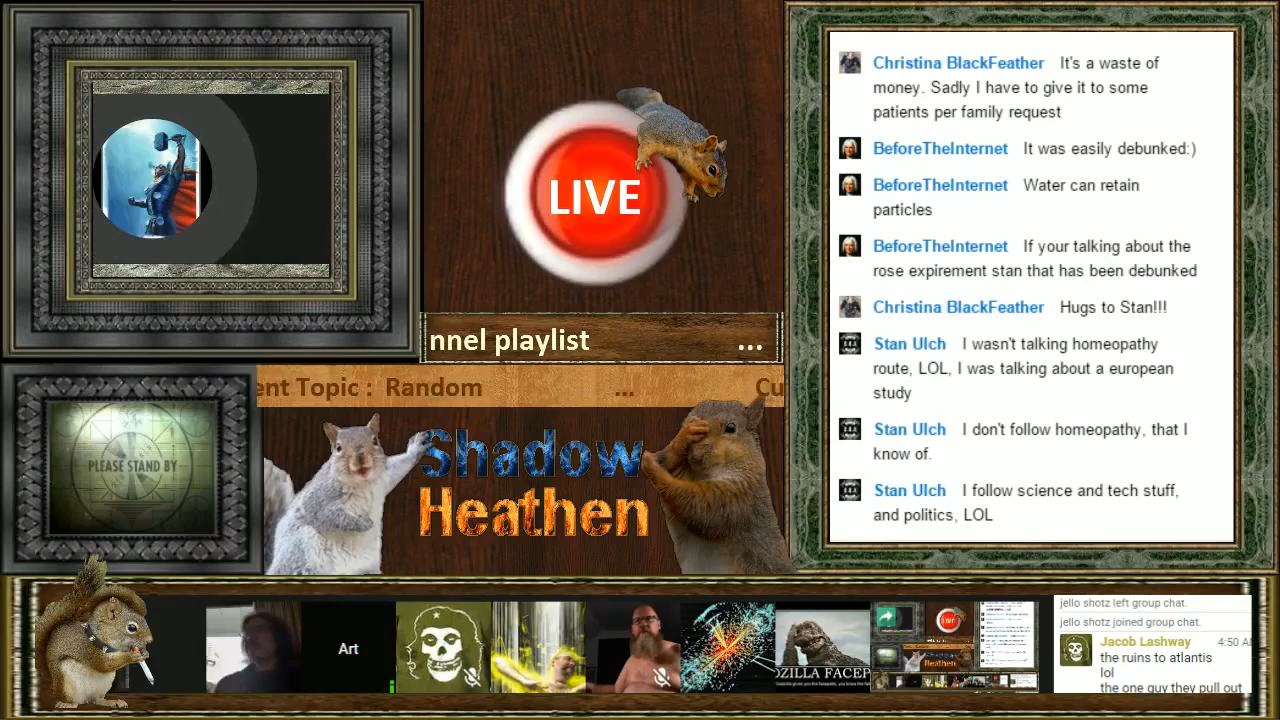 LIVE
nnel playlist ...
ent Topic : Random ... Cu
PLEASE STAND BY
Shadow
Heathen
Christina BlackFeather It's a waste of
money. Sadly I have to give it to some
patients per family request
BeforeTheInternet It was easily debunked:)
BeforeTheInternet Water can retain
particles
BeforeTheInternet If your talking about the
rose expirement stan that has been debunked
Christina BlackFeather Hugs to Stan!!!
Stan Ulch I wasn't talking homeopathy
route, LOL, I was talking about a european
study
Stan Ulch I don't follow homeopathy, that I
know of.
Stan Ulch I follow science and tech stuff,
and politics, LOL
Art
OZILLA FACEP
LIVE
Heathen
jello shotz left group chat.
jello shotz joined group chat.
Jacob Lashway 4:50 A
the ruins to atlantis
lol
the one guy they pull out